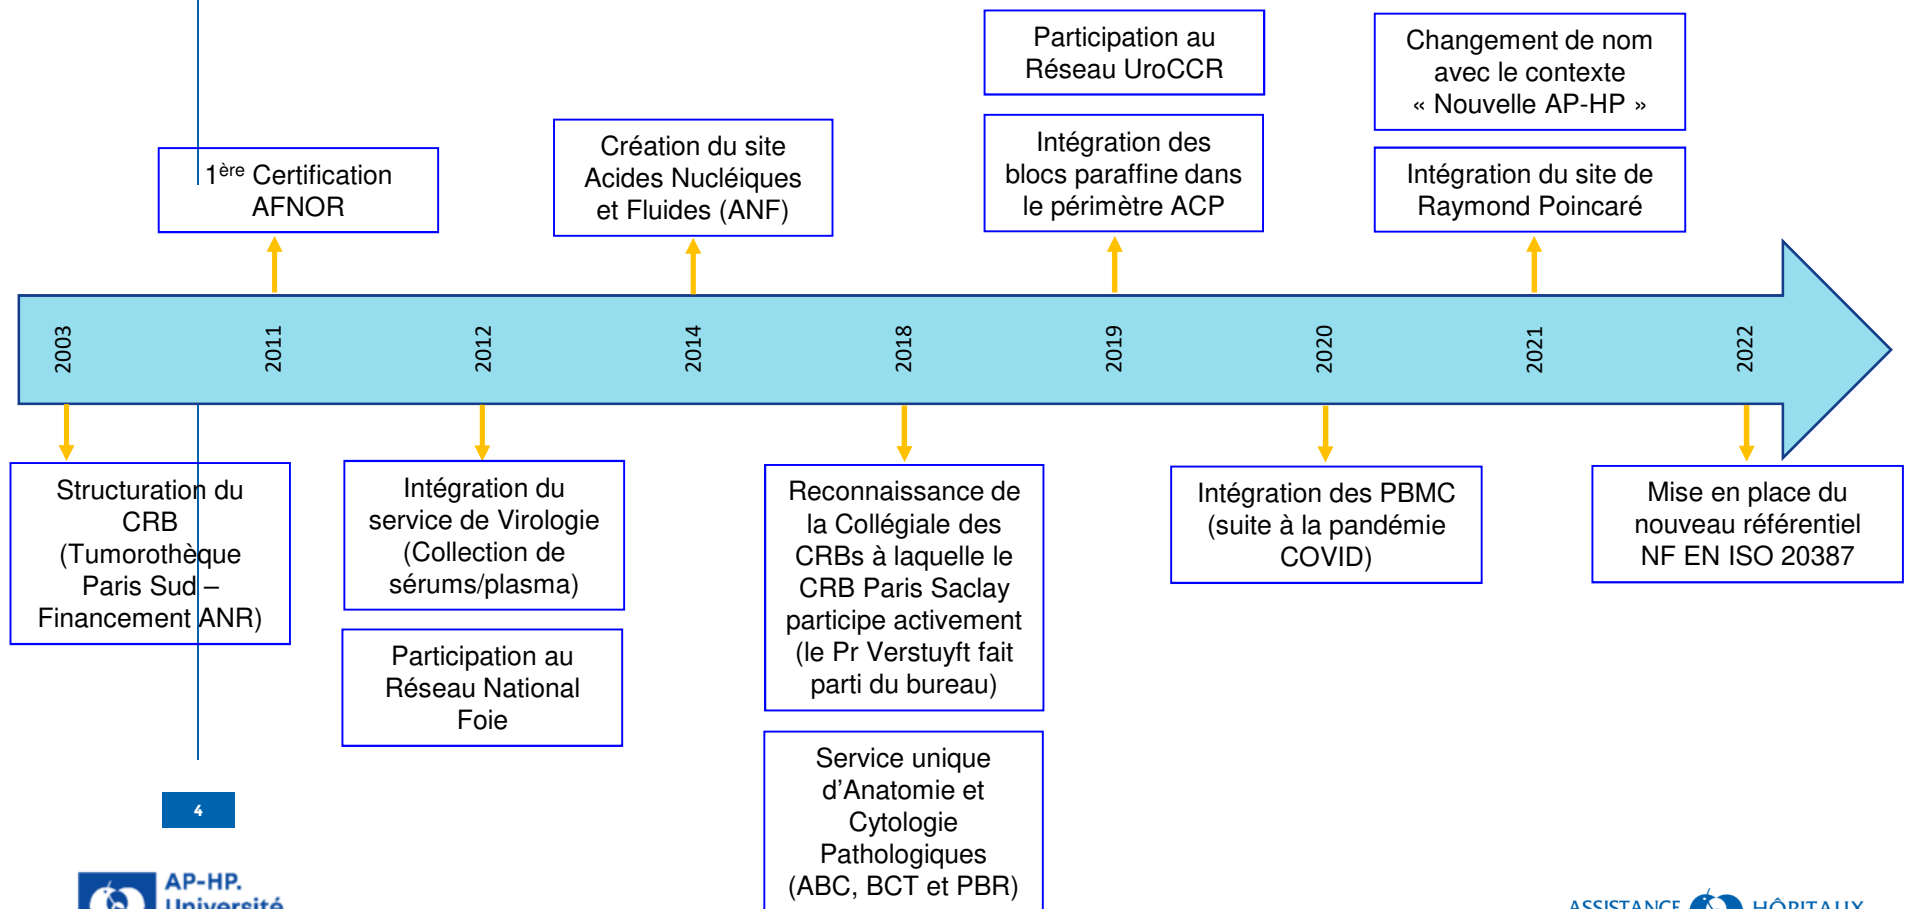 Participation au
Réseau UroCCR
Changement de nom
avec le contexte
« Nouvelle AP-HP »
1ère Certification
AFNOR
Création du site
Acides Nucléiques
et Fluides (ANF)
Intégration des
blocs paraffine dans
le périmètre ACP
Intégration du site de
Raymond Poincaré
2003
2011
2012
2014
2018
2019
2020
2021
2022
Structuration du
CRB
(Tumorothèque
Paris Sud –
Financement ANR)
Intégration du
service de Virologie
(Collection de
sérums/plasma)
Participation au
Réseau National
Foie
Reconnaissance de
la Collégiale des
CRBs à laquelle le
CRB Paris Saclay
participe activement
(le Pr Verstuyft fait
parti du bureau)
Service unique
d’Anatomie et
Cytologie
Pathologiques
(ABC, BCT et PBR)
Intégration des PBMC
(suite à la pandémie
COVID)
Mise en place du
nouveau référentiel
NF EN ISO 20387
4
AP-HP.
Université
ASSISTANCE HÔPITAUX